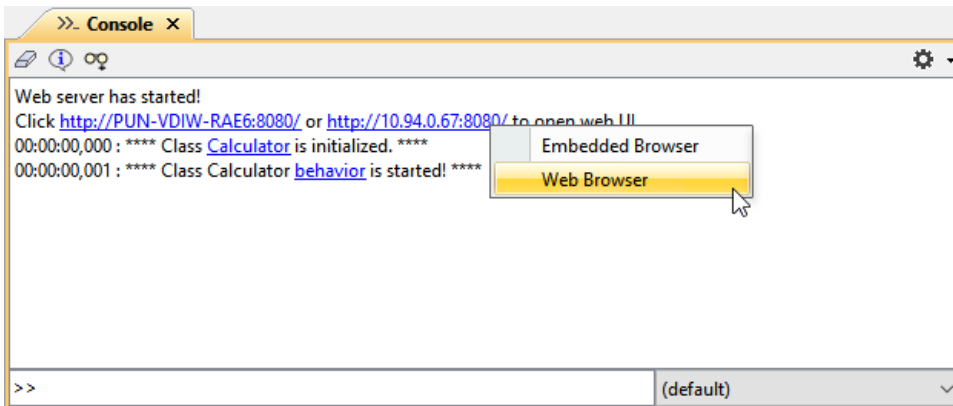 Console
Web server has started!
Click http://PUN-VDIW-RAE6:8080/ or http://10.94.0.67:8080/ to open web UI
00:00:00,000 : **** Class Calculator is initialized. ****
00:00:00,001 : **** Class Calculator behavior is started! ****
Embedded Browser
Web Browser
>>
(default)